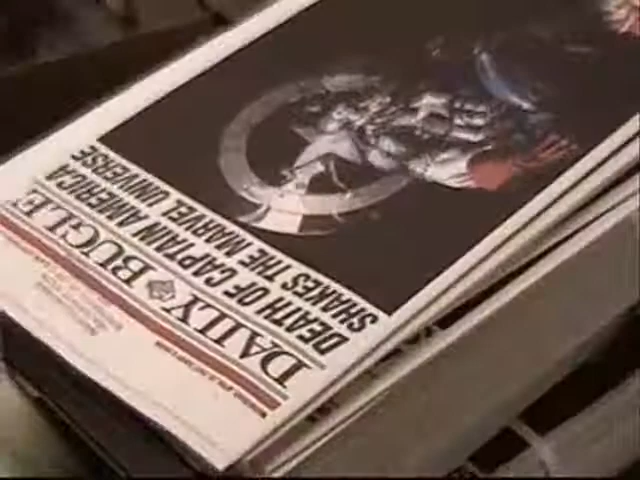 DAILY BUGLE
DEATH OF CAPTAIN AMERICA
SHAKES THE MARVEL UNIVERSE